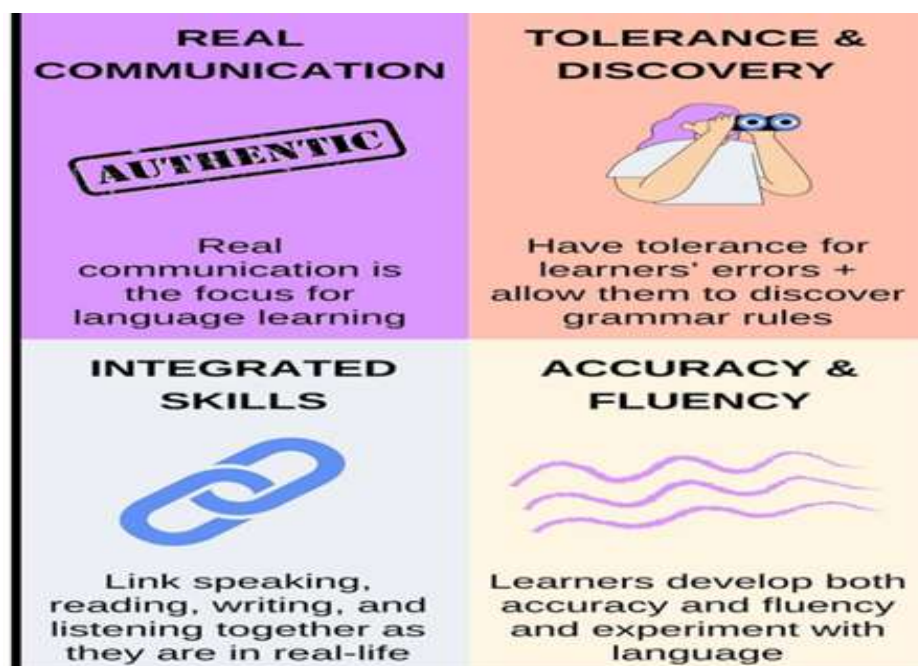 REAL
COMMUNICATION
AUTHENTIC
Real
communication is
the focus for
language learning
TOLERANCE &
DISCOVERY
Have tolerance for
learners' errors +
allow them to discover
grammar rules
INTEGRATED
SKILLS
Link speaking,
reading, writing, and
listening together as
they are in real-life
ACCURACY &
FLUENCY
Learners develop both
accuracy and fluency
and experiment with
language